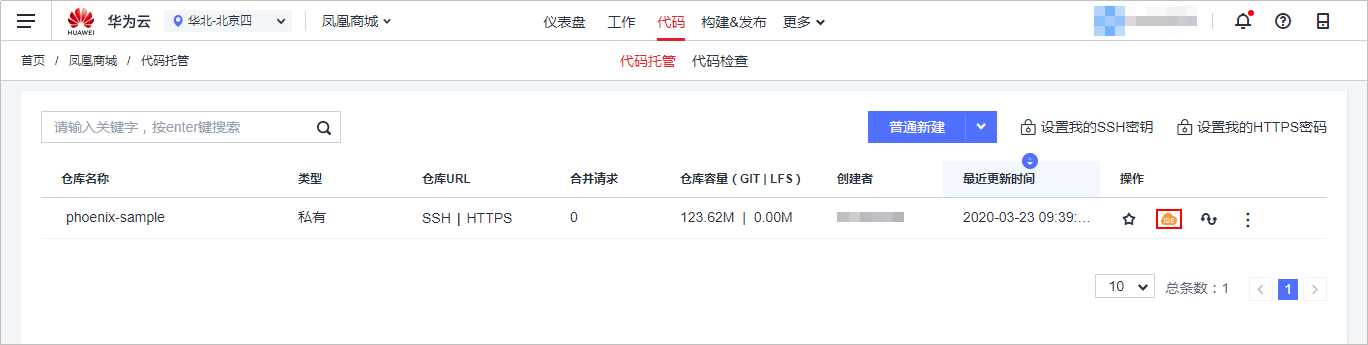 HUAWEI 华为云 华北-北京四 凤凰商城 仪表盘 工作 代码 构建&发布 更多
首页 / 凤凰商城 / 代码托管 代码托管 代码检查
请输入关键字，按enter键搜索 普通新建 设置我的SSH密钥 设置我的HTTPS密码
仓库名称 类型 仓库URL 合并请求 仓库容量（GIT | LFS） 创建者 最近更新时间 操作
phoenix-sample 私有 SSH | HTTPS 0 123.62M | 0.00M 2020-03-23 09:39:... IDE
10 总条数：1 1